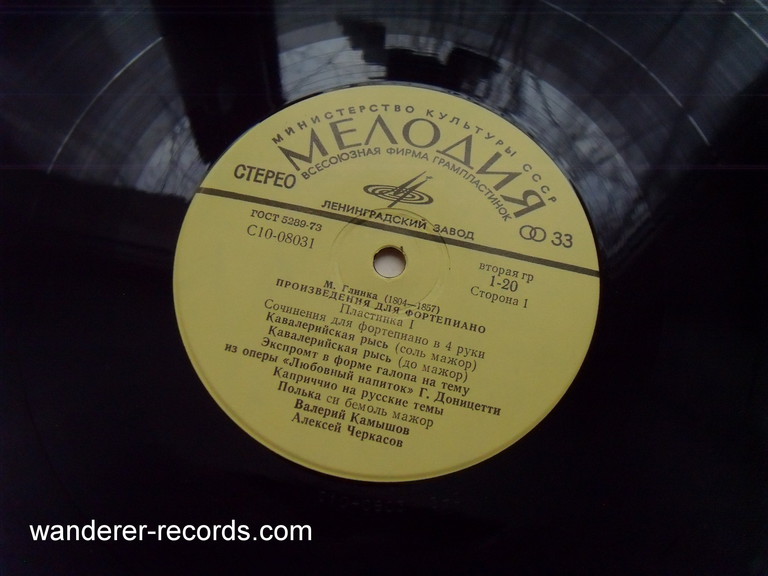 МИНИСТЕРСТВО КУЛЬТУРЫ СССР
МЕЛОДИЯ
ВСЕСОЮЗНАЯ ФИРМА ГРАМПЛАСТИНОК
СТЕРЕО
33
ЛЕНИНГРАДСКИЙ ЗАВОД
ГОСТ 5289-73
С10-08031
вторая гр
1-20
Сторона 1
М. Глинка (1804—1857)
ПРОИЗВЕДЕНИЯ ДЛЯ ФОРТЕПИАНО
Пластинка 1
Сочинения для фортепиано в 4 руки
Кавалерийская рысь (соль мажор)
Кавалерийская рысь (до мажор)
Экспромт в форме галопа на тему
из оперы «Любовный напиток» Г. Доницетти
Каприччио на русские темы
Полька си бемоль мажор
Валерий Камышов
Алексей Черкасов
wanderer-records.com